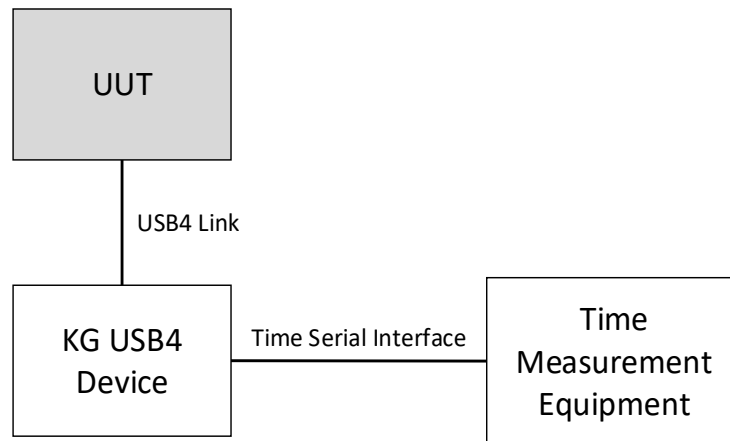 UUT
USB4 Link
KG USB4
Device
Time Serial Interface
Time
Measurement
Equipment